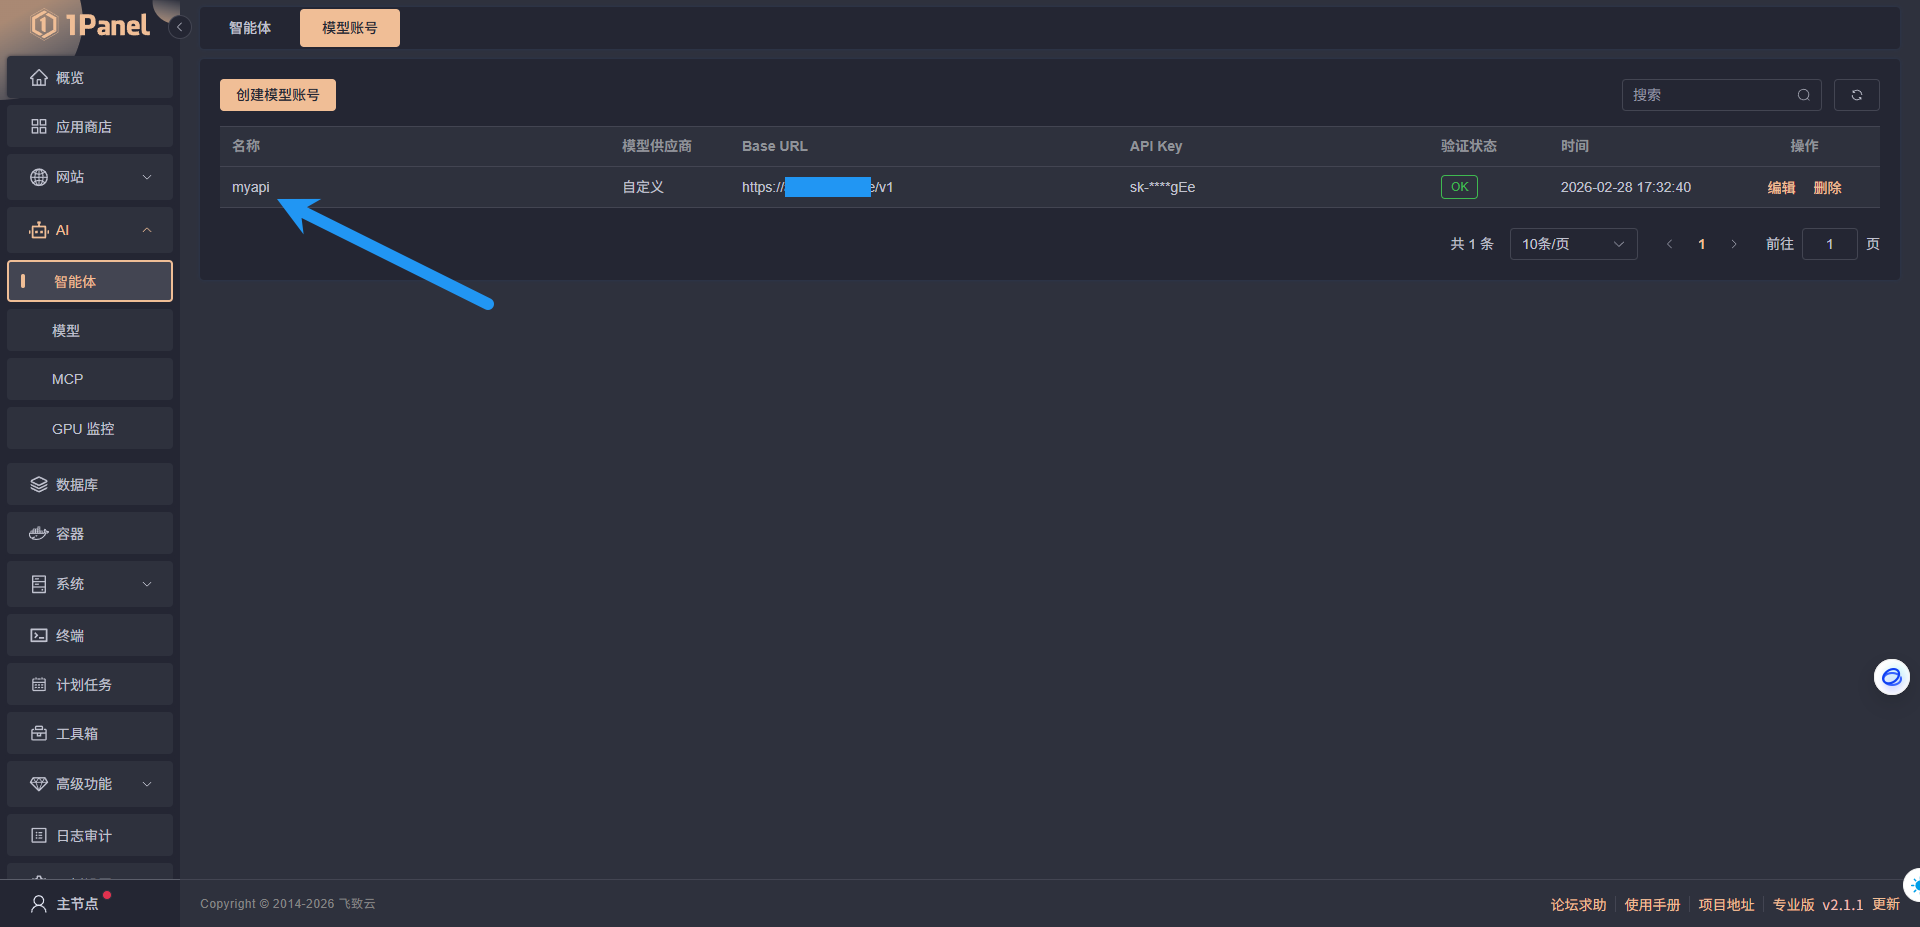 1Panel
概览
应用商店
网站
AI
智能体
模型
MCP
GPU 监控
数据库
容器
系统
终端
计划任务
工具箱
高级功能
日志审计
主节点
智能体 模型账号
创建模型账号
搜索
名称 模型供应商 Base URL API Key 验证状态 时间 操作
myapi 自定义 https:// e/v1 sk-****gEe OK 2026-02-28 17:32:40 编辑 删除
共 1 条 10条/页 1 前往 1 页
Copyright © 2014-2026 飞致云
论坛求助 使用手册 项目地址 专业版 v2.1.1 更新